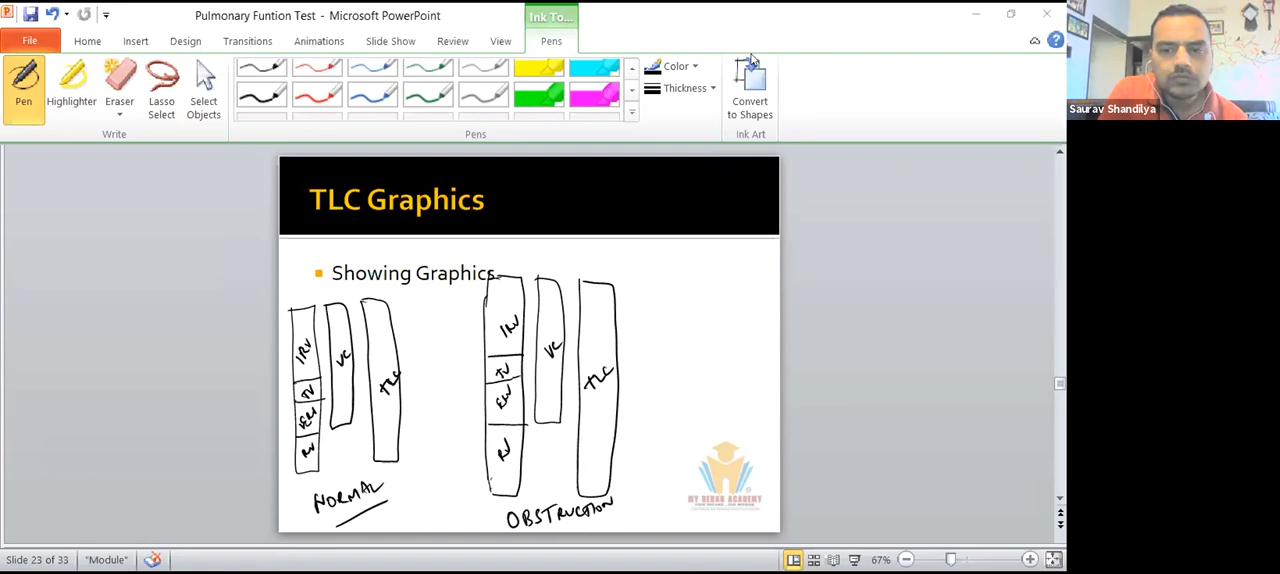 Pulmonary Funtion Test - Microsoft PowerPoint
Ink To...
File
Home
Insert
Design
Transitions
Animations
Slide Show
Review
View
Pens
Pen
Highlighter
Eraser
Lasso Select
Select Objects
Color
Thickness
Convert to Shapes
Write
Pens
Ink Art
Saurav Shandilya
TLC Graphics
Showing Graphics
IRV
TV
ERV
RV
VC
TLC
NORMAL
IRV
TV
RV
VC
TLC
OBSTRUCTION
MY BEBAR ACADEMY
Slide 23 of 33
"Module"
67%